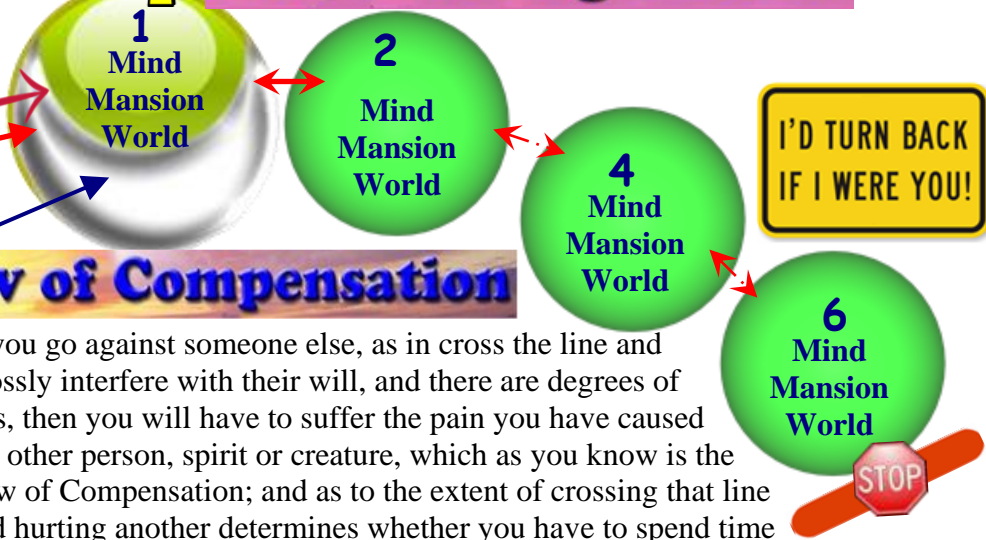 1
Mind
Mansion
World
2
Mind
Mansion
World
4
Mind
Mansion
World
6
Mind
Mansion
World
I'D TURN BACK
IF I WERE YOU!
STOP
w of Compensation
you go against someone else, as in cross the line and
ossly interfere with their will, and there are degrees of
s, then you will have to suffer the pain you have caused
other person, spirit or creature, which as you know is the
w of Compensation; and as to the extent of crossing that line
d hurting another determines whether you have to spend time